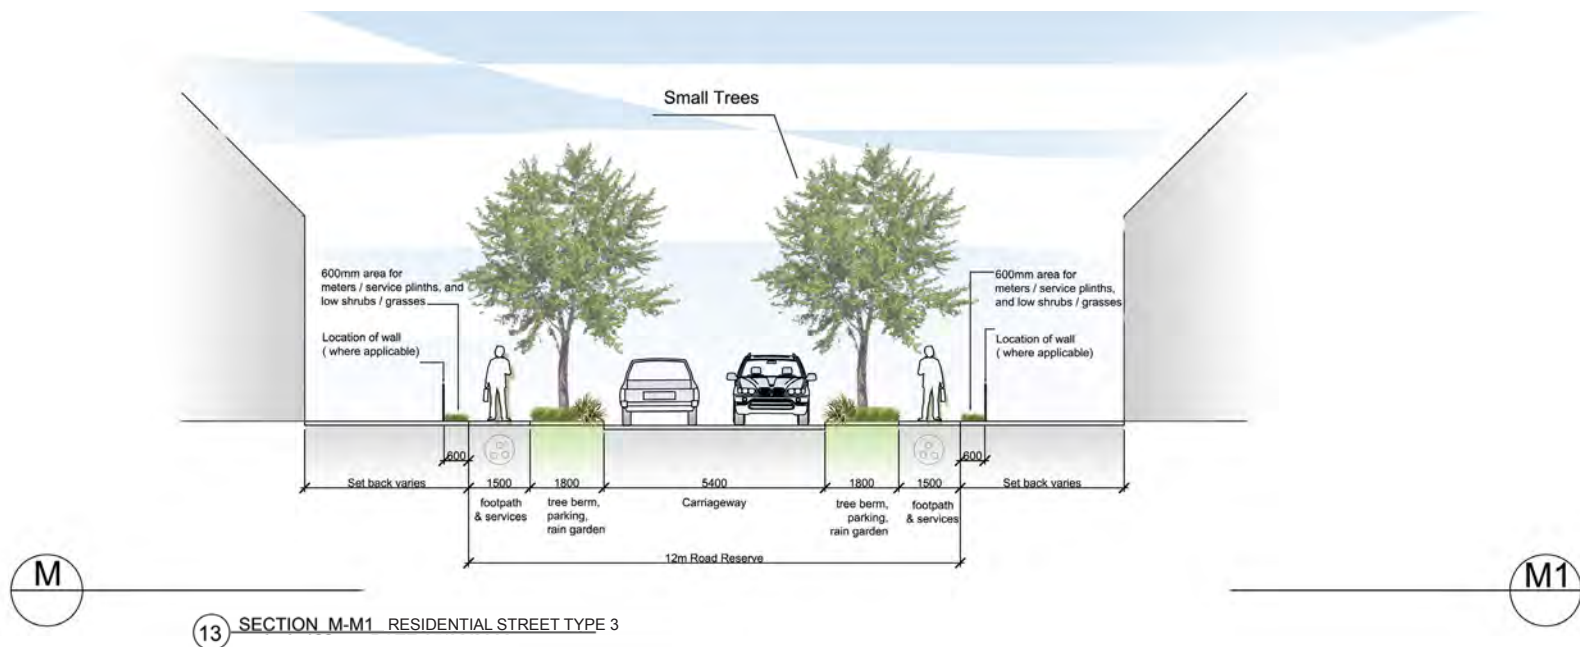 Small Trees
600mm area for
meters / service plinths, and
low shrubs / grasses
Location of wall
( where applicable)
600mm area for
meters / service plinths,
and low shrubs / grasses
Location of wall
( where applicable)
600
600
Set back varies
1500
1800
5400
1800
1500
Set back varies
footpath
& services
tree berm,
parking,
rain garden
Carriageway
tree berm,
parking,
rain garden
footpath
& services
12m Road Reserve
M
M1
13 SECTION M-M1 RESIDENTIAL STREET TYPE 3